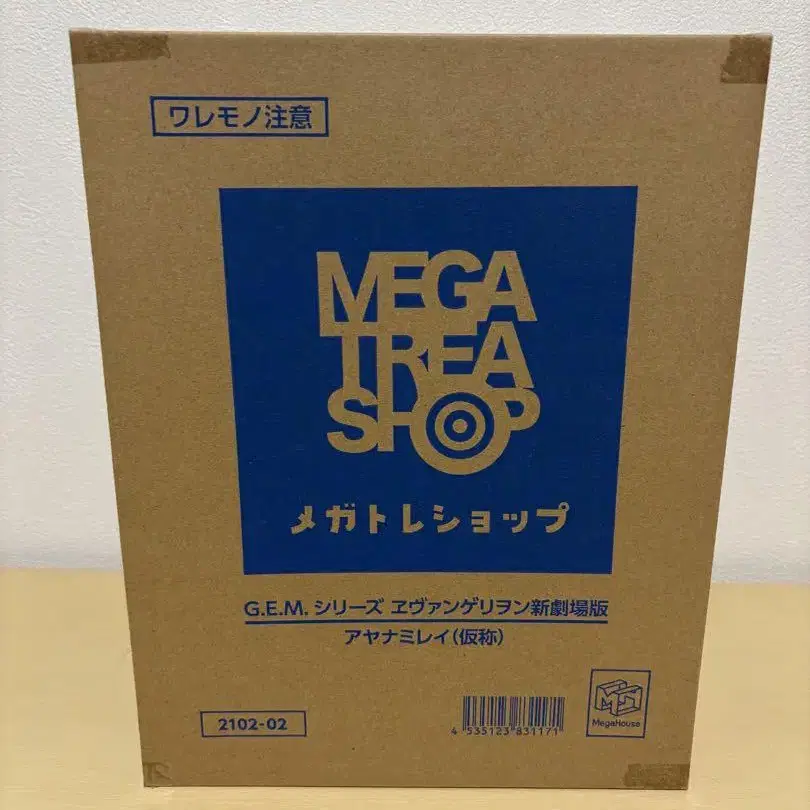 ワレモノ注意
MEGA
TREA
SHOP
メガトレショップ
G.E.M. シリーズ ヱヴァンゲリヲン新劇場版
アヤナミレイ(仮称)
2102-02
4 535123 831171
MegaHouse